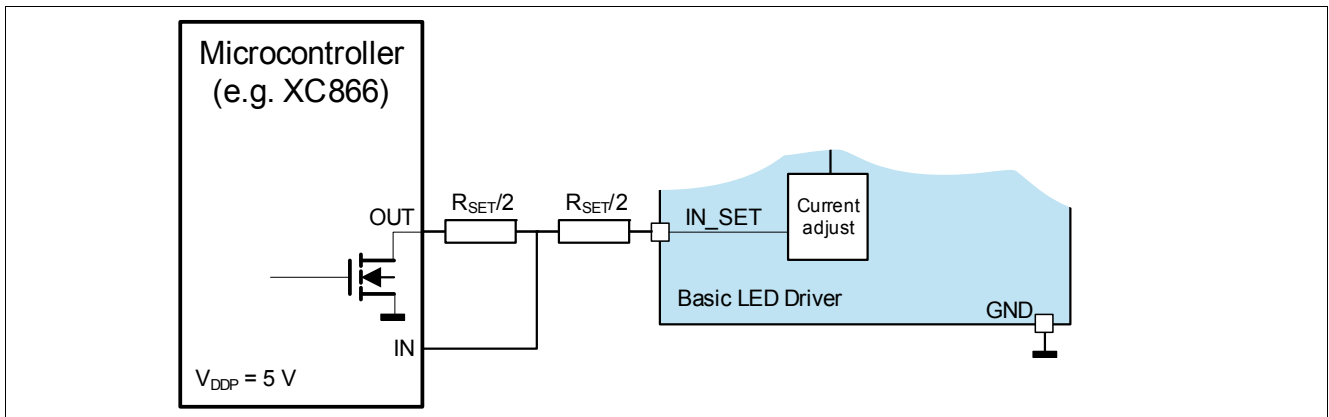 Microcontroller
(e.g. XC866)
OUT
RSET/2
RSET/2
IN_SET
Current
adjust
Basic LED Driver
GND
IN
VDDP = 5 V